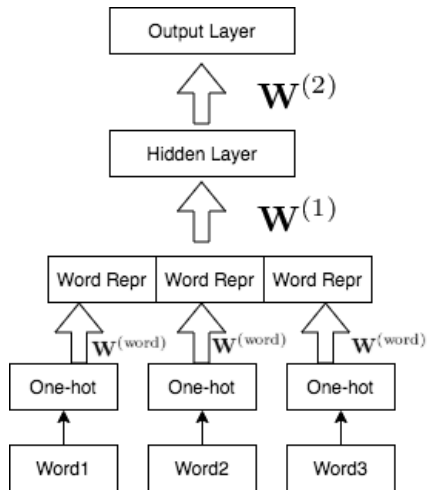 Output Layer
W^(2)
Hidden Layer
W^(1)
Word Repr Word Repr Word Repr
W^(word) W^(word) W^(word)
One-hot One-hot One-hot
Word1 Word2 Word3